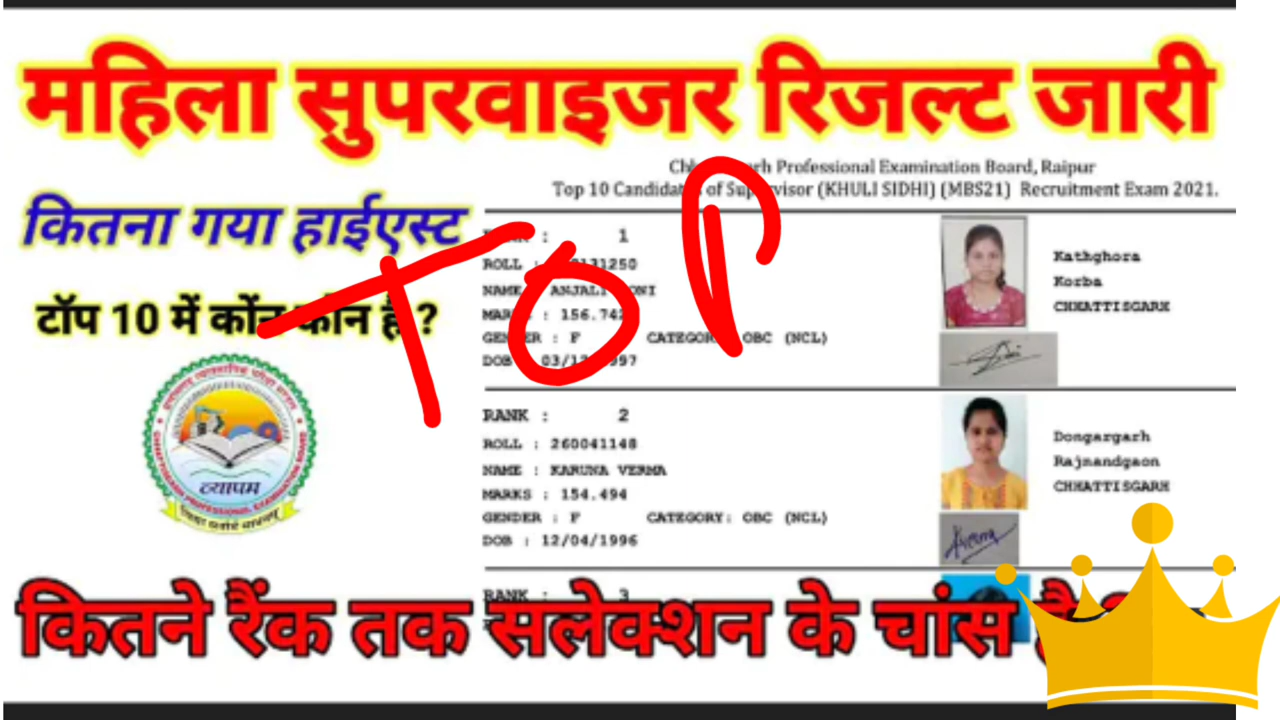 महिला सुपरवाइजर रिजल्ट जारी
Professional Examination Board, Raipur
Top 10 Candidates of Supervisor (KHULI SIDHI) (MBS21) Recruitment Exam 2021.
कितना गया हाईएस्ट
टॉप 10 में कोंन कोंन है ?
TOP
: 1
ROLL :
NAME ANJALI
MARKS : 156.742
GENDER : F CATEGORY: OBC (NCL)
DOB
Kathghora
Korba
CHHATTISGARH
RANK : 2
ROLL : 260041148
NAME : KARUNA VERMA
MARKS : 154.494
GENDER : F CATEGORY: OBC (NCL)
DOB : 12/04/1996
Dongargarh
Rajnandgaon
CHHATTISGARH
व्यापम
RANK : 3
कितने रैंक तक सलेक्शन के चांस